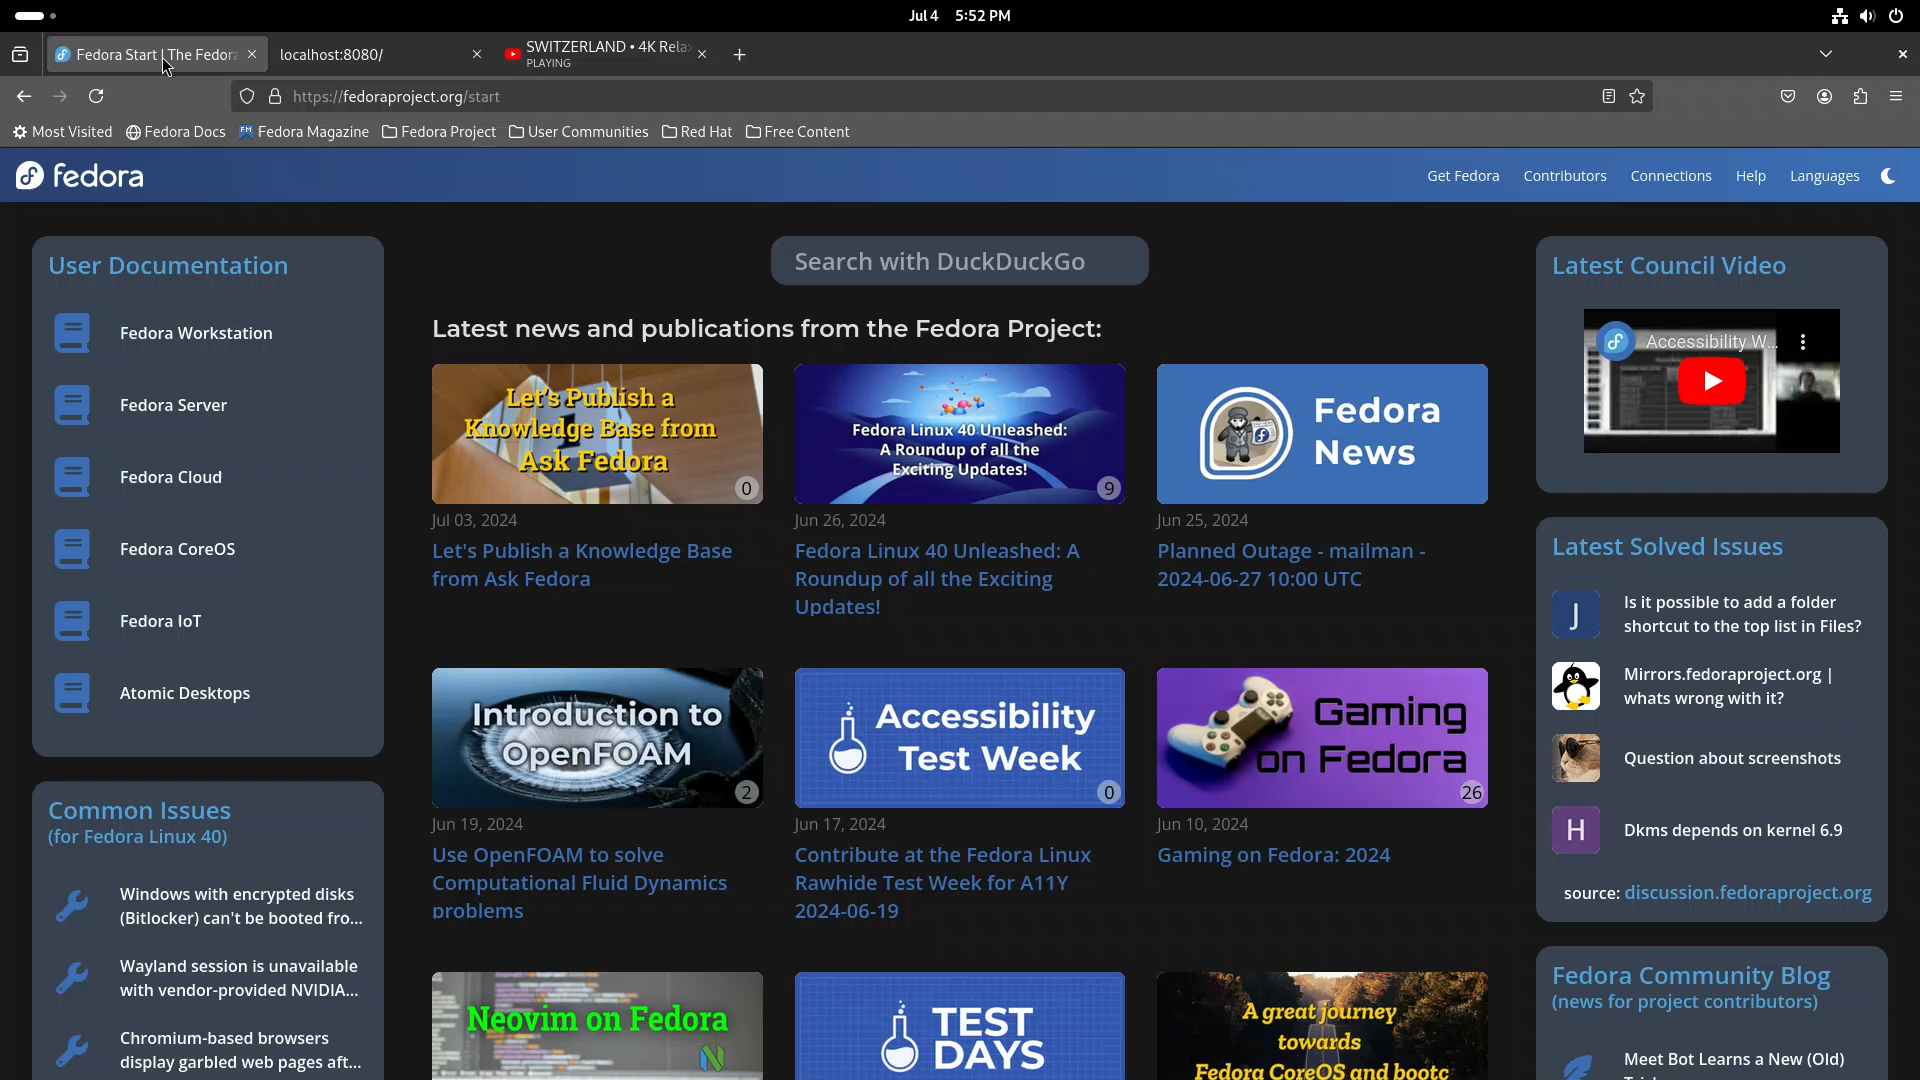 Jul 4 5:52 PM
Fedora Start | The Fedora
localhost:8080/
SWITZERLAND • 4K Rela
PLAYING
https://fedoraproject.org/start
Most Visited
Fedora Docs
Fedora Magazine
Fedora Project
User Communities
Red Hat
Free Content
fedora
Get Fedora
Contributors
Connections
Help
Languages
User Documentation
Fedora Workstation
Fedora Server
Fedora Cloud
Fedora CoreOS
Fedora IoT
Atomic Desktops
Common Issues
(for Fedora Linux 40)
Windows with encrypted disks
(Bitlocker) can't be booted fro...
Wayland session is unavailable
with vendor-provided NVIDIA...
Chromium-based browsers
display garbled web pages aft...
Search with DuckDuckGo
Latest news and publications from the Fedora Project:
Let's Publish a
Knowledge Base from
Ask Fedora
0
Jul 03, 2024
Let's Publish a Knowledge Base
from Ask Fedora
Fedora Linux 40 Unleashed:
A Roundup of all the
Exciting Updates!
9
Jun 26, 2024
Fedora Linux 40 Unleashed: A
Roundup of all the Exciting
Updates!
Fedora
News
Jun 25, 2024
Planned Outage - mailman -
2024-06-27 10:00 UTC
Introduction to
OpenFOAM
2
Jun 19, 2024
Use OpenFOAM to solve
Computational Fluid Dynamics
problems
Accessibility
Test Week
0
Jun 17, 2024
Contribute at the Fedora Linux
Rawhide Test Week for A11Y
2024-06-19
Gaming
on Fedora
26
Jun 10, 2024
Gaming on Fedora: 2024
Neovim on Fedora
TEST
DAYS
A great journey
towards
Fedora CoreOS and bootc
Latest Council Video
Accessibility W...
Latest Solved Issues
J
Is it possible to add a folder
shortcut to the top list in Files?
Mirrors.fedoraproject.org |
whats wrong with it?
Question about screenshots
H
Dkms depends on kernel 6.9
source: discussion.fedoraproject.org
Fedora Community Blog
(news for project contributors)
Meet Bot Learns a New (Old)